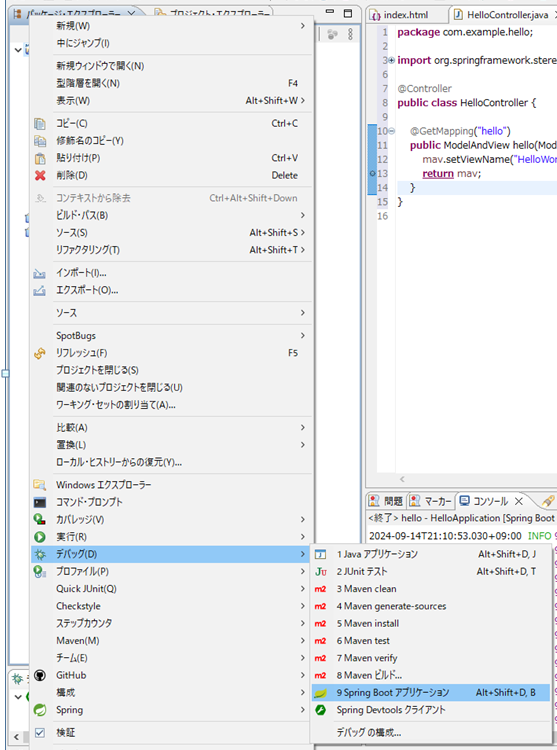 パッケージ・エクスプローラー
プロジェクト・エクスプローラー
新規(W)
中にジャンプ(I)
新規ウィンドウで開く(N)
型階層を開く(N) F4
表示(W) Alt+Shift+W
コピー(C) Ctrl+C
修飾名のコピー(Y)
貼り付け(P) Ctrl+V
削除(D) Delete
コンテキストから除去 Ctrl+Alt+Shift+Down
ビルド・パス(B)
ソース(S) Alt+Shift+S
リファクタリング(T) Alt+Shift+T
インポート(I)...
エクスポート(O)...
ソース
SpotBugs
リフレッシュ(F) F5
プロジェクトを閉じる(S)
関連のないプロジェクトを閉じる(U)
ワーキング・セットの割り当て(A)...
比較(A)
置換(L)
ローカル・ヒストリーからの復元(Y)...
Windows エクスプローラー
コマンド・プロンプト
カバレッジ(V)
実行(R)
デバッグ(D)
プロファイル(P)
Quick JUnit(Q)
Checkstyle
ステップカウンタ
Maven(M)
チーム(E)
GitHub
構成
Spring
検証
index.html
HelloController.java
1 package com.example.hello;
2
3 import org.springframework.stere
6
7 @Controller
8 public class HelloController {
9
10 @GetMapping("hello")
11 public ModelAndView hello(Mod
12 mav.setViewName("HelloWor
13 return mav;
14 }
15 }
16
問題
マーカー
コンソール
<終了> hello - HelloApplication [Spring Boot
2024-09-14T21:10:53.030+09:00 INFO
1 Java アプリケーション Alt+Shift+D, J
Ju 2 JUnit テスト Alt+Shift+D, T
m2 3 Maven clean
m2 4 Maven generate-sources
m2 5 Maven install
m2 6 Maven test
m2 7 Maven verify
m2 8 Maven ビルド...
9 Spring Boot アプリケーション Alt+Shift+D, B
Spring Devtools クライアント
デバッグの構成...